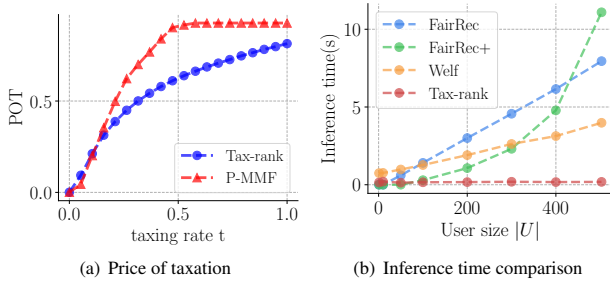 POT
0.5
0.0
Tax-rank
P-MMF
0.0
0.5
1.0
taxing rate t
(a) Price of taxation
Inference time(s)
10
5
0
FairRec
FairRec+
Welf
Tax-rank
0
200
400
User size |U|
(b) Inference time comparison